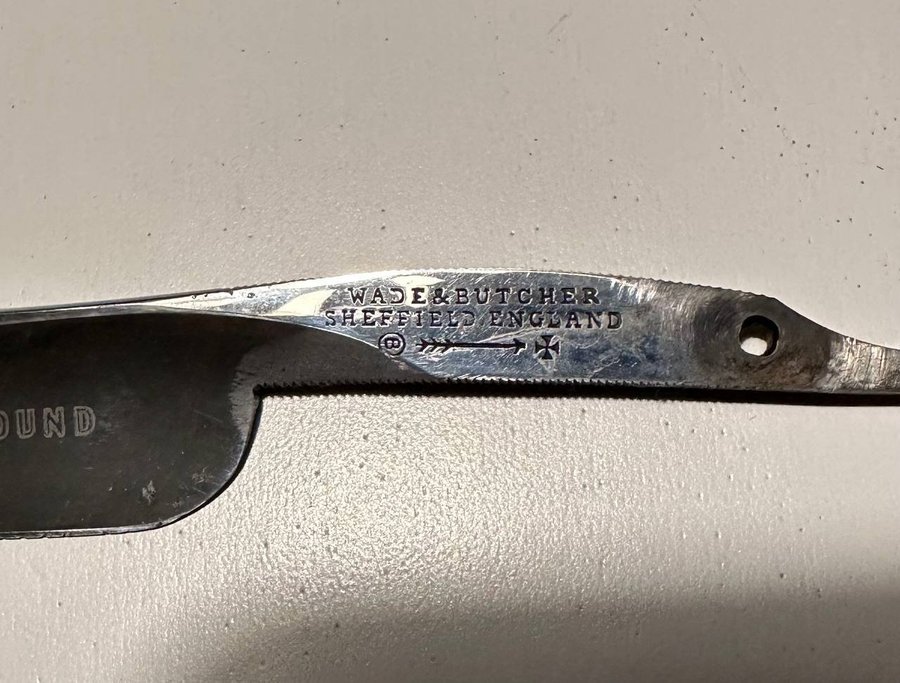 WADE & BUTCHER
SHEFFIELD ENGLAND
B
OUND